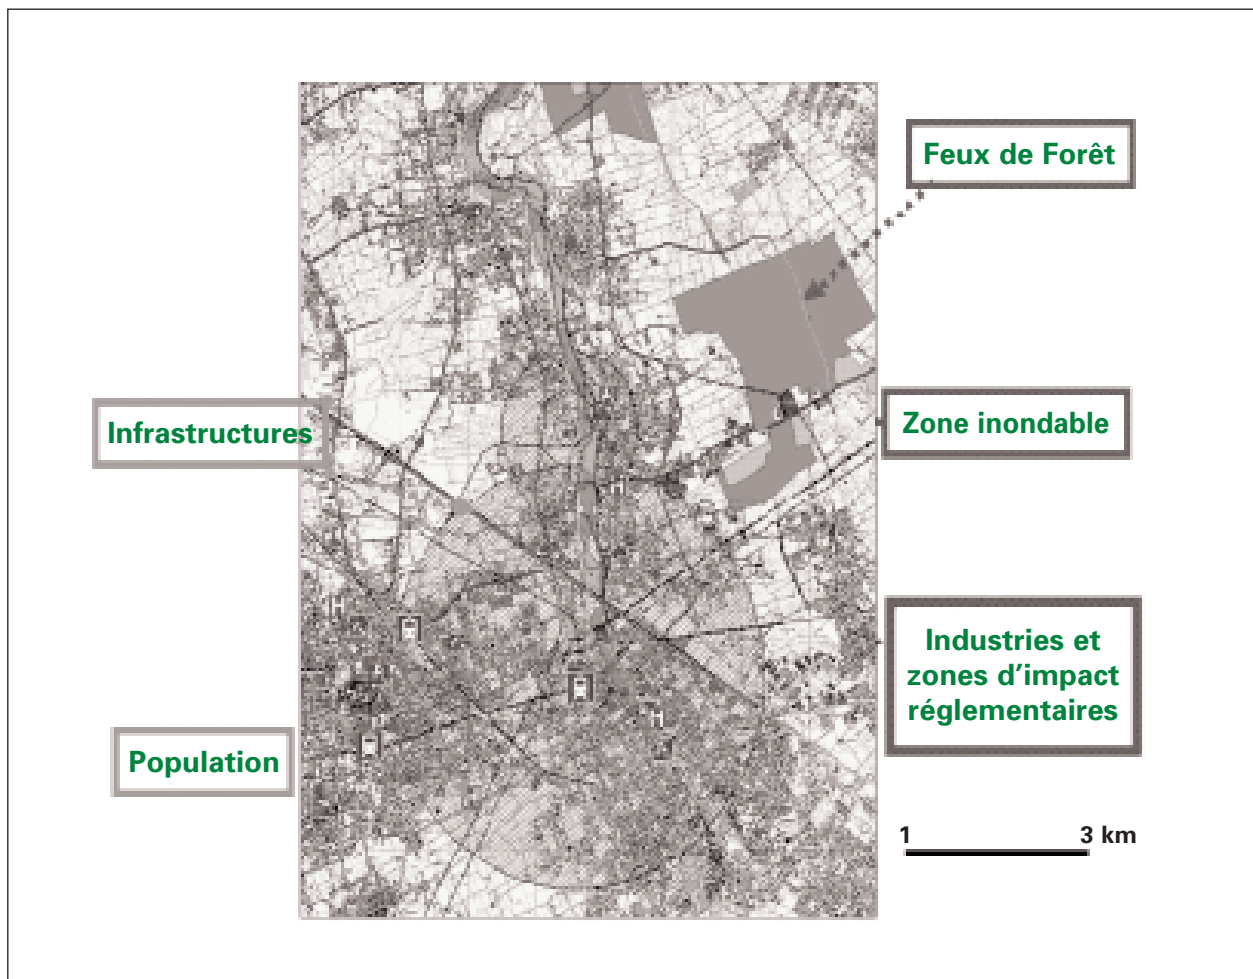 Feux de Forêt
Infrastructures
Zone inondable
Industries et
zones d’impact
réglementaires
Population
1 3 km
H
H
H
H
H